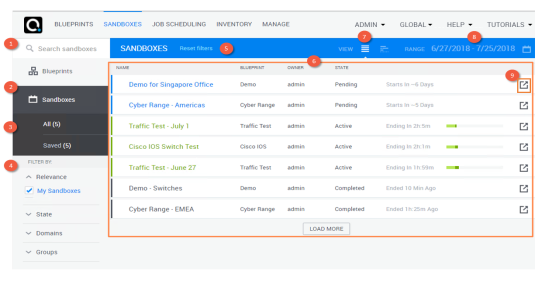 BLUEPRINTS SANDBOXES JOB SCHEDULING INVENTORY MANAGE ADMIN GLOBAL HELP TUTORIALS
1 Search sandboxes SANDBOXES Reset filters 5 VIEW 7 RANGE 6/27/2018 - 7/25/2018 8
Blueprints
NAME BLUEPRINT OWNER 6 STATE 9
2 Sandboxes
Demo for Singapore Office Demo admin Pending Starts In ~6 Days
Cyber Range - Americas Cyber Range admin Pending Starts In ~6 Days
3 All (5)
Traffic Test - July 1 Traffic Test admin Active Ending In 2h 5m
Saved (5)
Cisco IOS Switch Test Cisco IOS admin Active Ending In 2h 1m
4 FILTER BY
Relevance
Traffic Test - June 27 Traffic Test admin Active Ending In 1h 59m
My Sandboxes
Demo - Switches Demo admin Completed Ended 10 Min Ago
State
Cyber Range - EMEA Cyber Range admin Completed Ended 1h 25m Ago
Domains
LOAD MORE
Groups